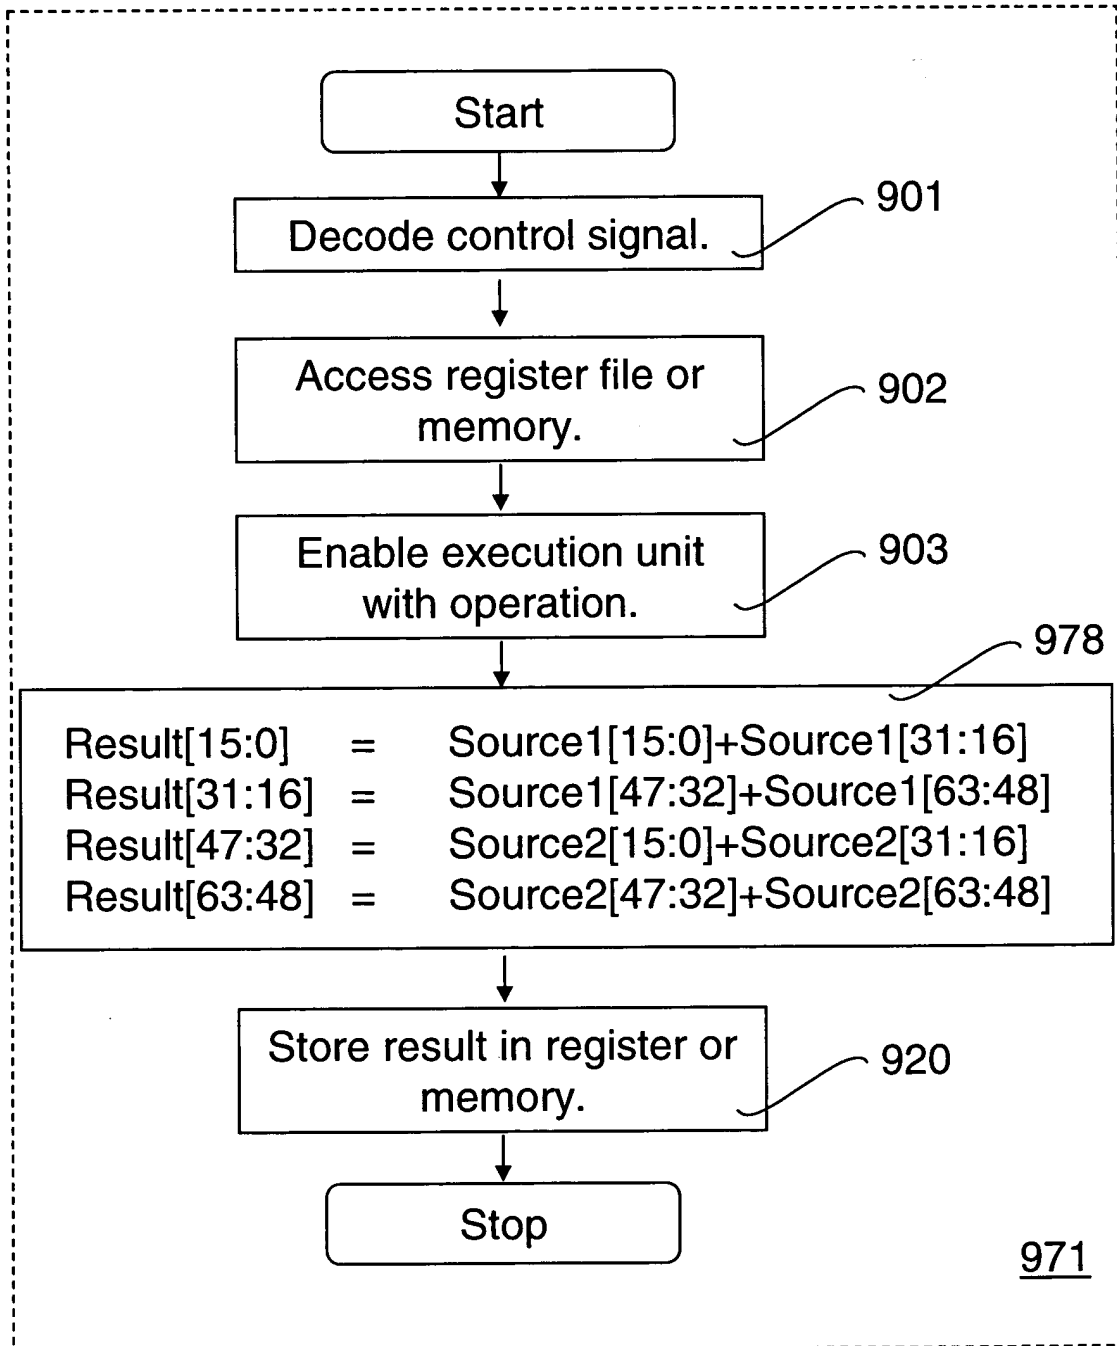 Start
Decode control signal.
901
Access register file or
memory.
902
Enable execution unit
with operation.
903
978
Result[15:0] = Source1[15:0]+Source1[31:16]
Result[31:16] = Source1[47:32]+Source1[63:48]
Result[47:32] = Source2[15:0]+Source2[31:16]
Result[63:48] = Source2[47:32]+Source2[63:48]
Store result in register or
memory.
920
Stop
971